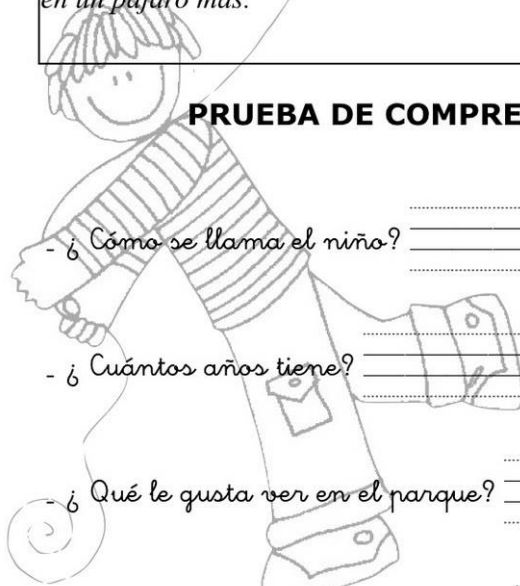 en un pájaro más.
PRUEBA DE COMPRE
- ¿ Cómo se llama el niño?
- ¿ Cuántos años tiene?
- ¿ Qué le gusta ver en el parque?